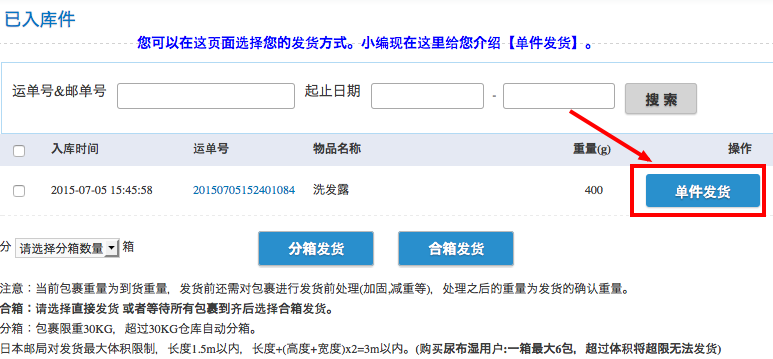 已入库件
您可以在这页面选择您的发货方式。小编现在这里给您介绍【单件发货】。
运单号&邮单号 起止日期 - 搜 索
入库时间 运单号 物品名称 重量(g) 操作
2015-07-05 15:45:58 20150705152401084 洗发露 400 单件发货
分 请选择分箱数量 箱 分箱发货 合箱发货
注意：当前包裹重量为到货重量，发货前还需对包裹进行发货前处理(加固,减重等)，处理之后的重量为发货的确认重量。
合箱：请选择直接发货 或者等待所有包裹到齐后选择合箱发货。
分箱：包裹限重30KG，超过30KG仓库自动分箱。
日本邮局对发货最大体积限制，长度1.5m以内，长度+(高度+宽度)x2=3m以内。(购买尿布湿用户:一箱最大6包，超过体积将超限无法发货)